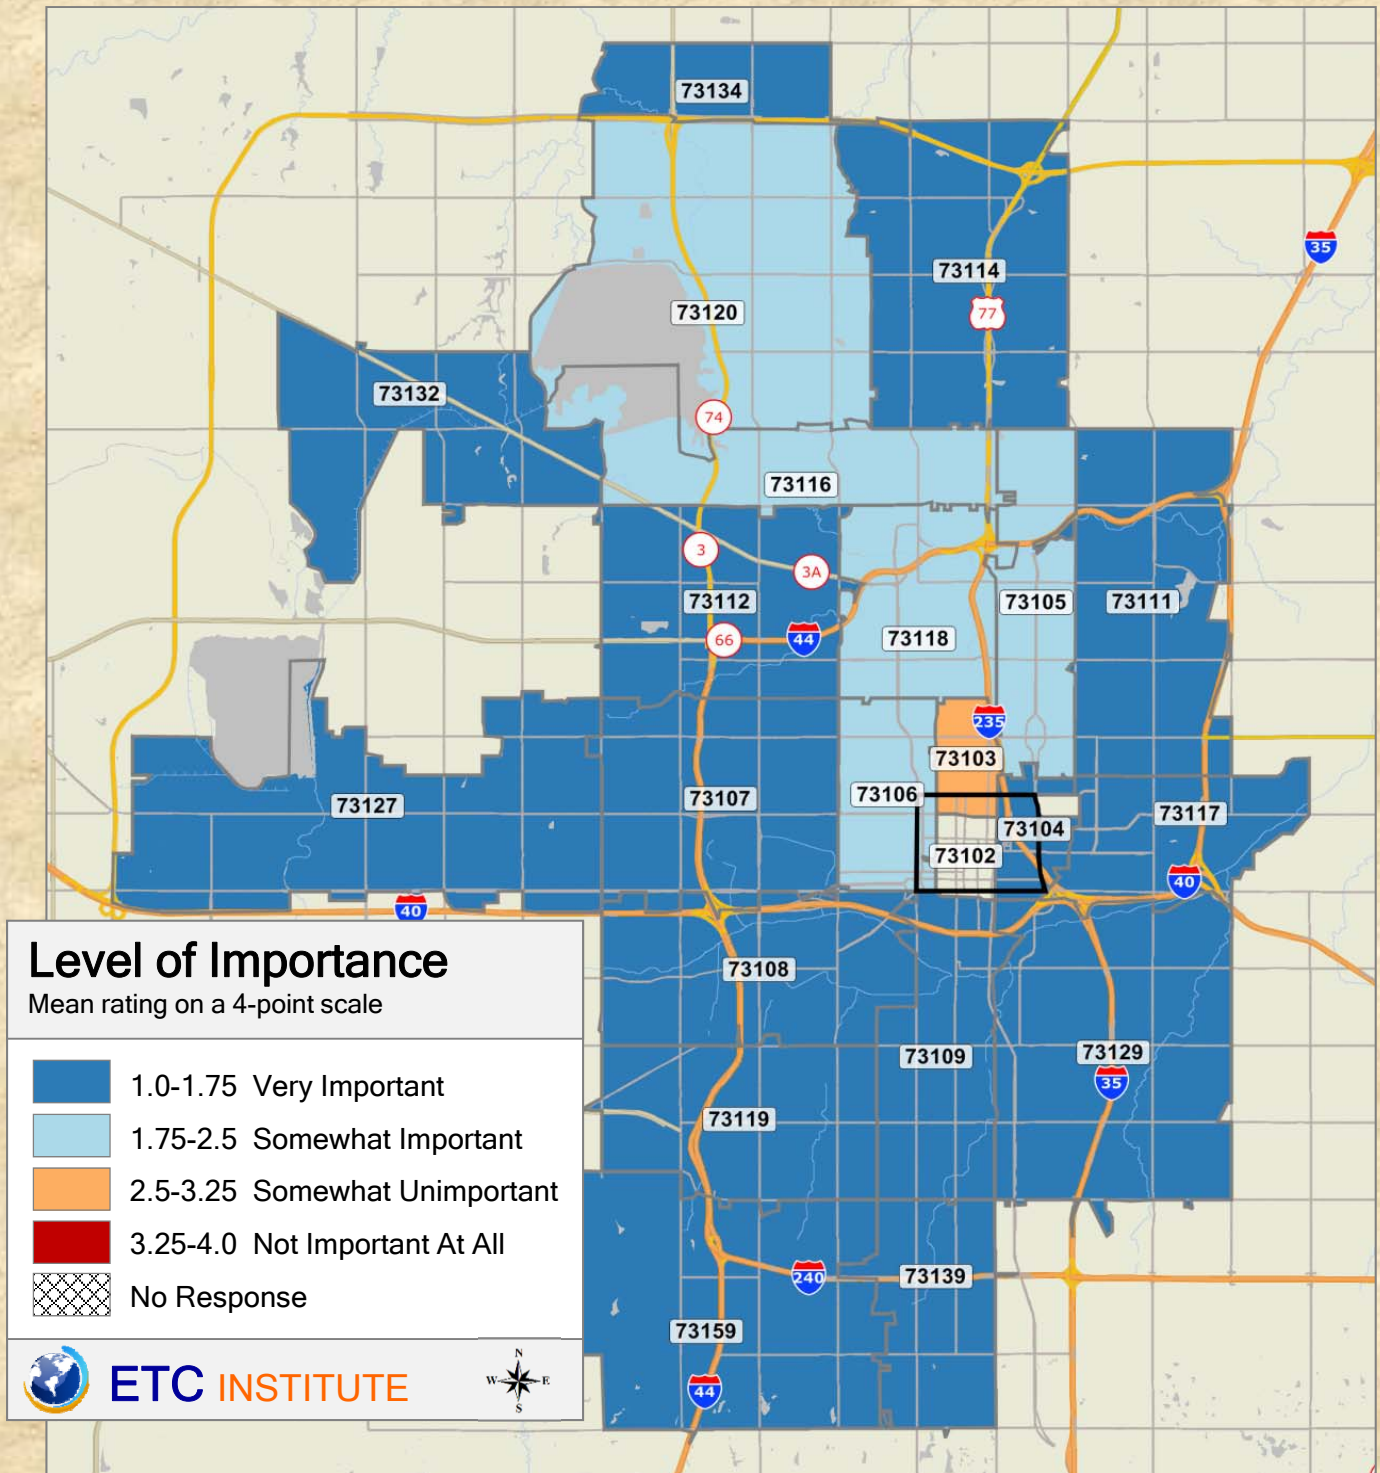 73134
35
73114
77
73120
73132
74
73116
3
3A
73112
73105
73111
66
44
73118
235
73103
73106
73107
73127
73117
73104
73102
40
40
73108
73109
73129
35
73119
240
73139
73159
44
Level of Importance
Mean rating on a 4-point scale
1.0-1.75 Very Important
1.75-2.5 Somewhat Important
2.5-3.25 Somewhat Unimportant
3.25-4.0 Not Important At All
No Response
ETC INSTITUTE
N
W E
S